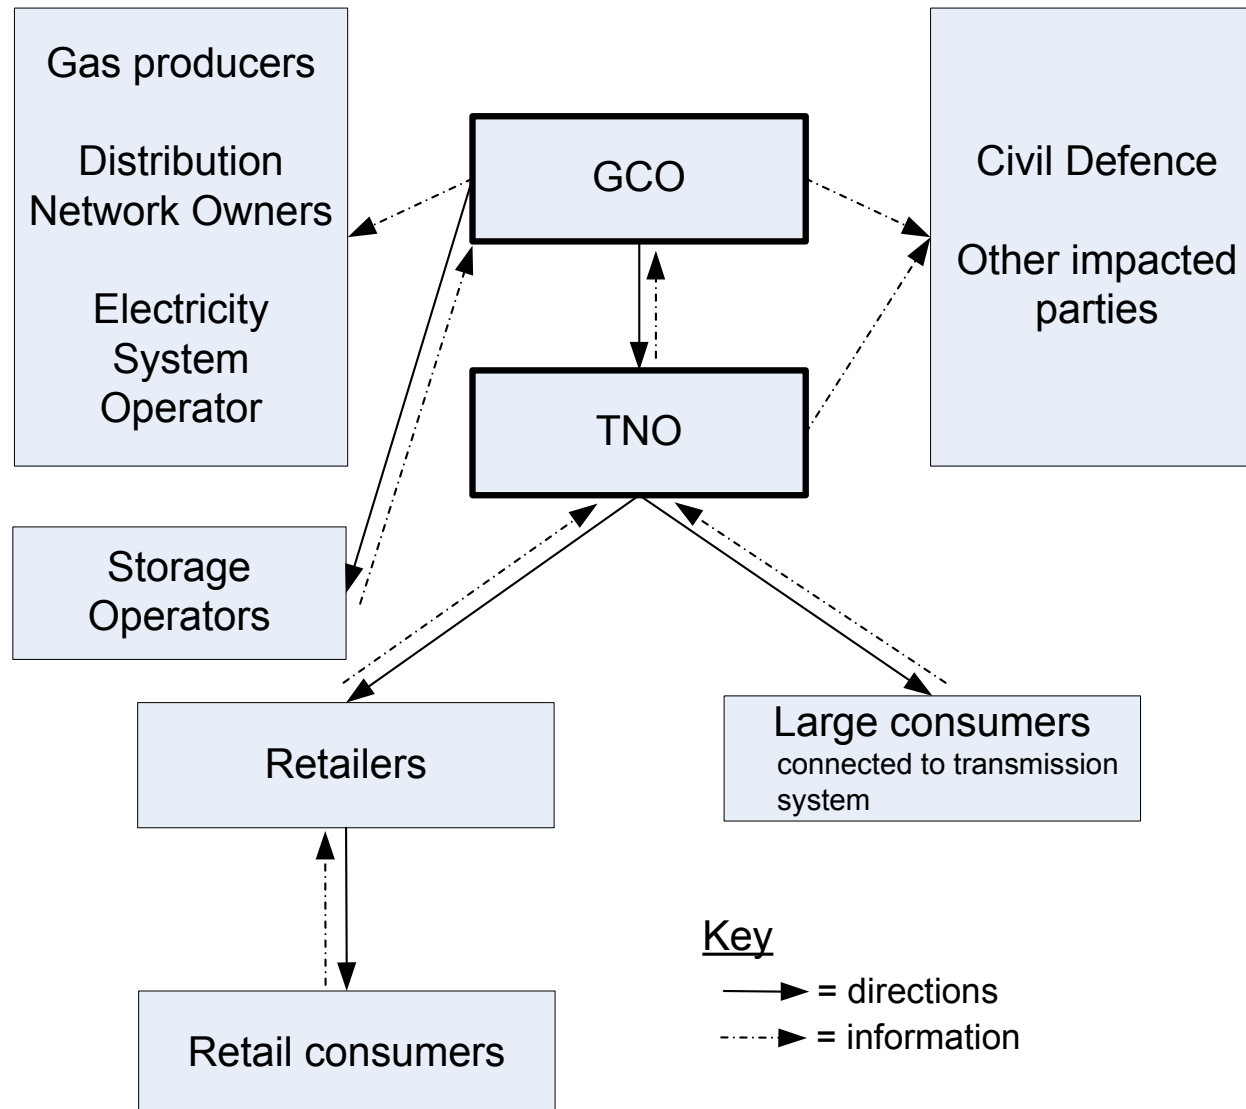 Gas producers
Distribution
Network Owners
Electricity
System
Operator
GCO
Civil Defence
Other impacted
parties
TNO
Storage
Operators
Retailers
Large consumers
connected to transmission
system
Retail consumers
Key
= directions
= information